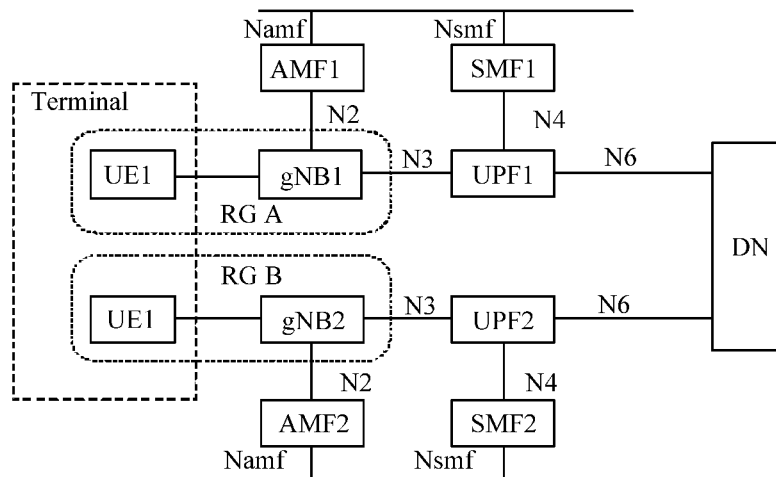 Namf
Nsmf
AMF1
SMF1
Terminal
N2
N4
UE1
gNB1
N3
UPF1
N6
RG A
DN
RG B
UE1
gNB2
N3
UPF2
N6
N2
N4
AMF2
SMF2
Namf
Nsmf